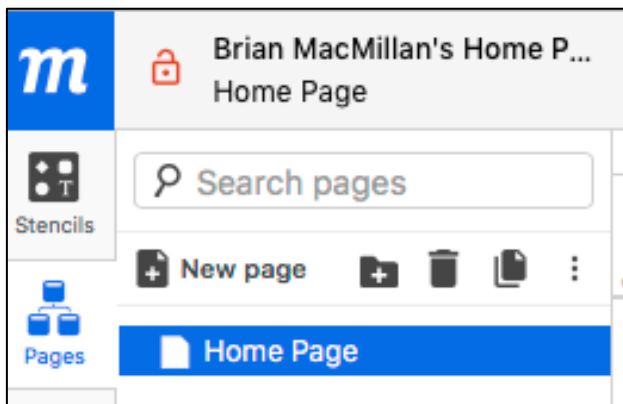 m
Brian MacMillan's Home P...
Home Page
Search pages
T
Stencils
New page
Pages
Home Page